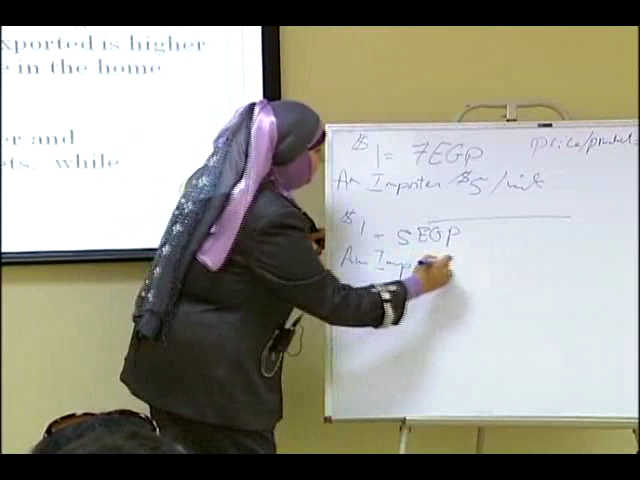 exported is higher
e in the home
er and
ets. while
$1 = 7EGP
An Importer $5/unit
$1 = 5EGP
An Imp